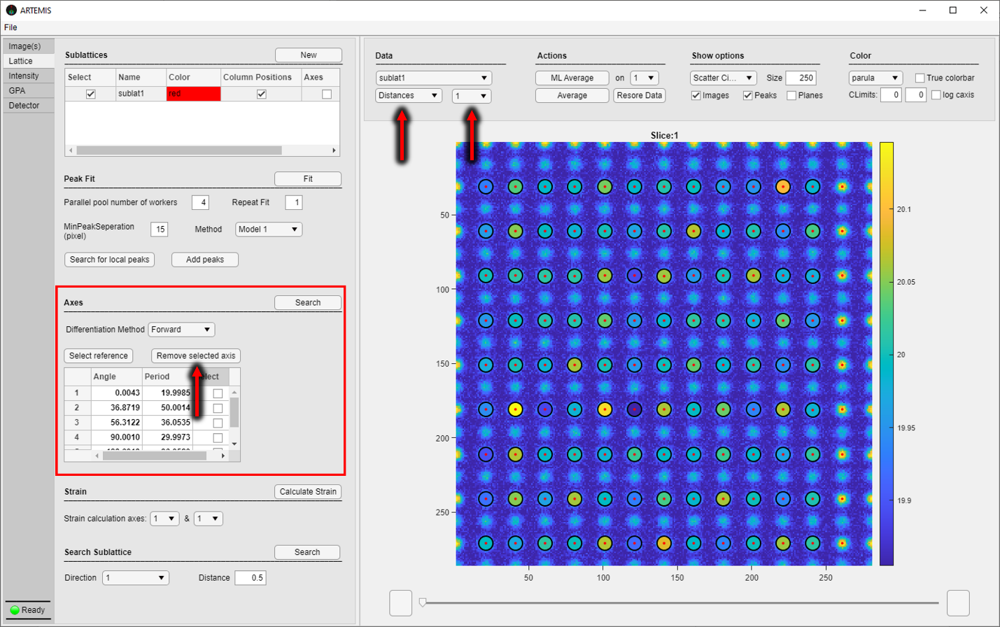 ARTEMIS
File
Image(s)
Lattice
Intensity
GPA
Detector
Ready
Sublattices
New
Select Name Color Column Positions Axes
sublat1 red
Peak Fit
Fit
Parallel pool number of workers 4 Repeat Fit 1
MinPeakSeperation
(pixel) 15 Method Model 1
Search for local peaks Add peaks
Axes
Search
Differentiation Method Forward
Select reference Remove selected axis
Angle Period
1 0.0043 19.9985
2 36.8719 50.0014
3 56.3122 36.0535
4 90.0010 29.9973
Strain
Calculate Strain
Strain calculation axes: 1 & 1
Search Sublattice
Search
Direction 1 Distance 0.5
Data
sublat1
Distances 1
Actions
ML Average on 1
Average Resore Data
Show options
Scatter Ci... Size 250
Images Peaks Planes
Color
parula True colorbar
CLimits: 0 0 log caxis
Slice:1
50
100
150
200
250
50 100 150 200 250
20.1
20.05
20
19.95
19.9